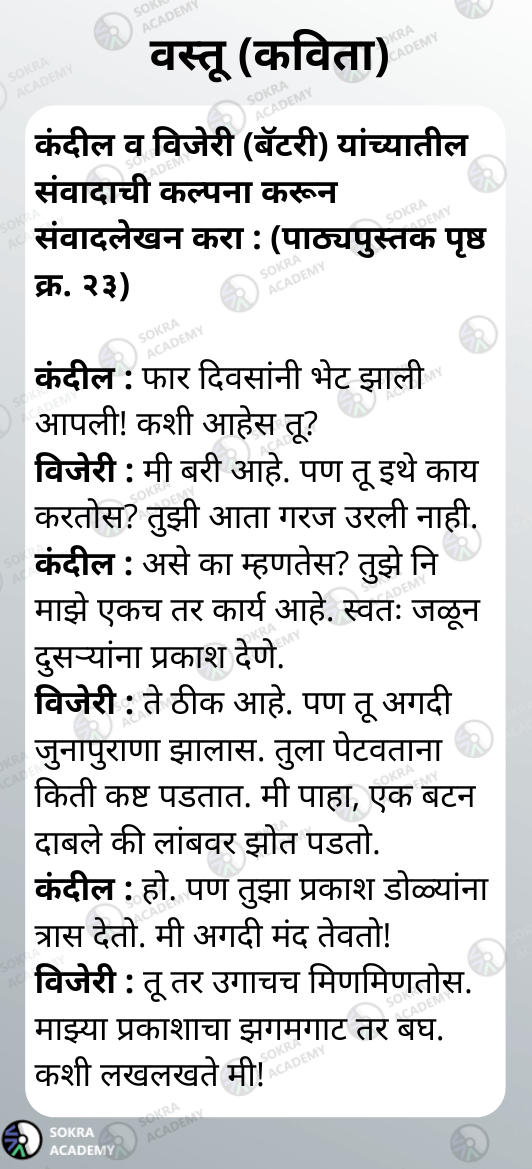 वस्तू (कविता)
कंदील व विजेरी (बॅटरी) यांच्यातील
संवादाची कल्पना करून
संवादलेखन करा : (पाठ्यपुस्तक पृष्ठ
क्र. २३)
कंदील : फार दिवसांनी भेट झाली
आपली! कशी आहेस तू?
विजेरी : मी बरी आहे. पण तू इथे काय
करतोस? तुझी आता गरज उरली नाही.
कंदील : असे का म्हणतेस? तुझे नि
माझे एकच तर कार्य आहे. स्वतः जळून
दुसऱ्यांना प्रकाश देणे.
विजेरी : ते ठीक आहे. पण तू अगदी
जुनापुराणा झालास. तुला पेटवताना
किती कष्ट पडतात. मी पाहा, एक बटन
दाबले की लांबवर झोत पडतो.
कंदील : हो. पण तुझा प्रकाश डोळ्यांना
त्रास देतो. मी अगदी मंद तेवतो!
विजेरी : तू तर उगाचच मिणमिणतोस.
माझ्या प्रकाशाचा झगमगाट तर बघ.
कशी लखलखते मी!
SOKRA
ACADEMY